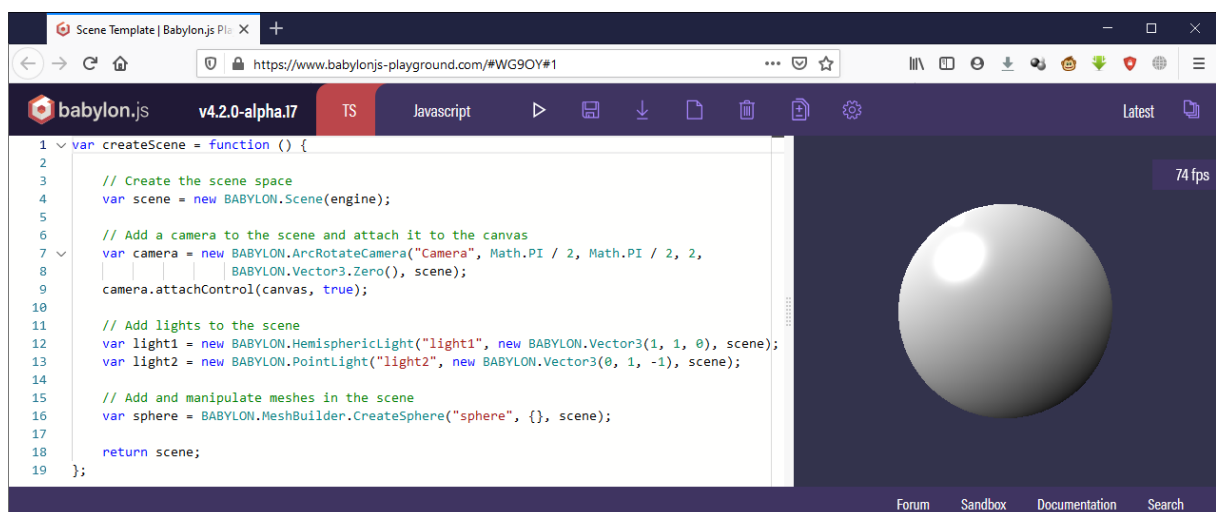 Scene Template | Babylon.js Pla
https://www.babylonjs-playground.com/#WG9OY#1
babylon.js v4.2.0-alpha.17 TS Javascript Latest
74 fps
1 var createScene = function () {
2
3 // Create the scene space
4 var scene = new BABYLON.Scene(engine);
5
6 // Add a camera to the scene and attach it to the canvas
7 var camera = new BABYLON.ArcRotateCamera("Camera", Math.PI / 2, Math.PI / 2, 2,
8 BABYLON.Vector3.Zero(), scene);
9 camera.attachControl(canvas, true);
10
11 // Add lights to the scene
12 var light1 = new BABYLON.HemisphericLight("light1", new BABYLON.Vector3(1, 1, 0), scene);
13 var light2 = new BABYLON.PointLight("light2", new BABYLON.Vector3(0, 1, -1), scene);
14
15 // Add and manipulate meshes in the scene
16 var sphere = BABYLON.MeshBuilder.CreateSphere("sphere", {}, scene);
17
18 return scene;
19 };
Forum Sandbox Documentation Search